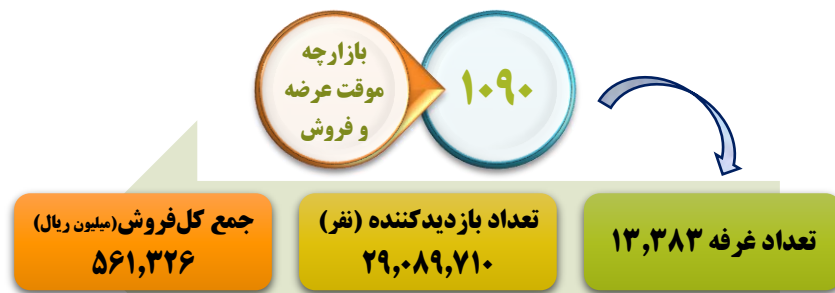 ۱۰۹۰
بازارچه
موقت عرضه
و فروش
تعداد غرفه ۱۳,۳۸۳
تعداد بازدیدکننده (نفر)
۲۹,۰۸۹,۷۱۰
جمع کل‌فروش(میلیون ریال)
۵۶۱,۳۲۶